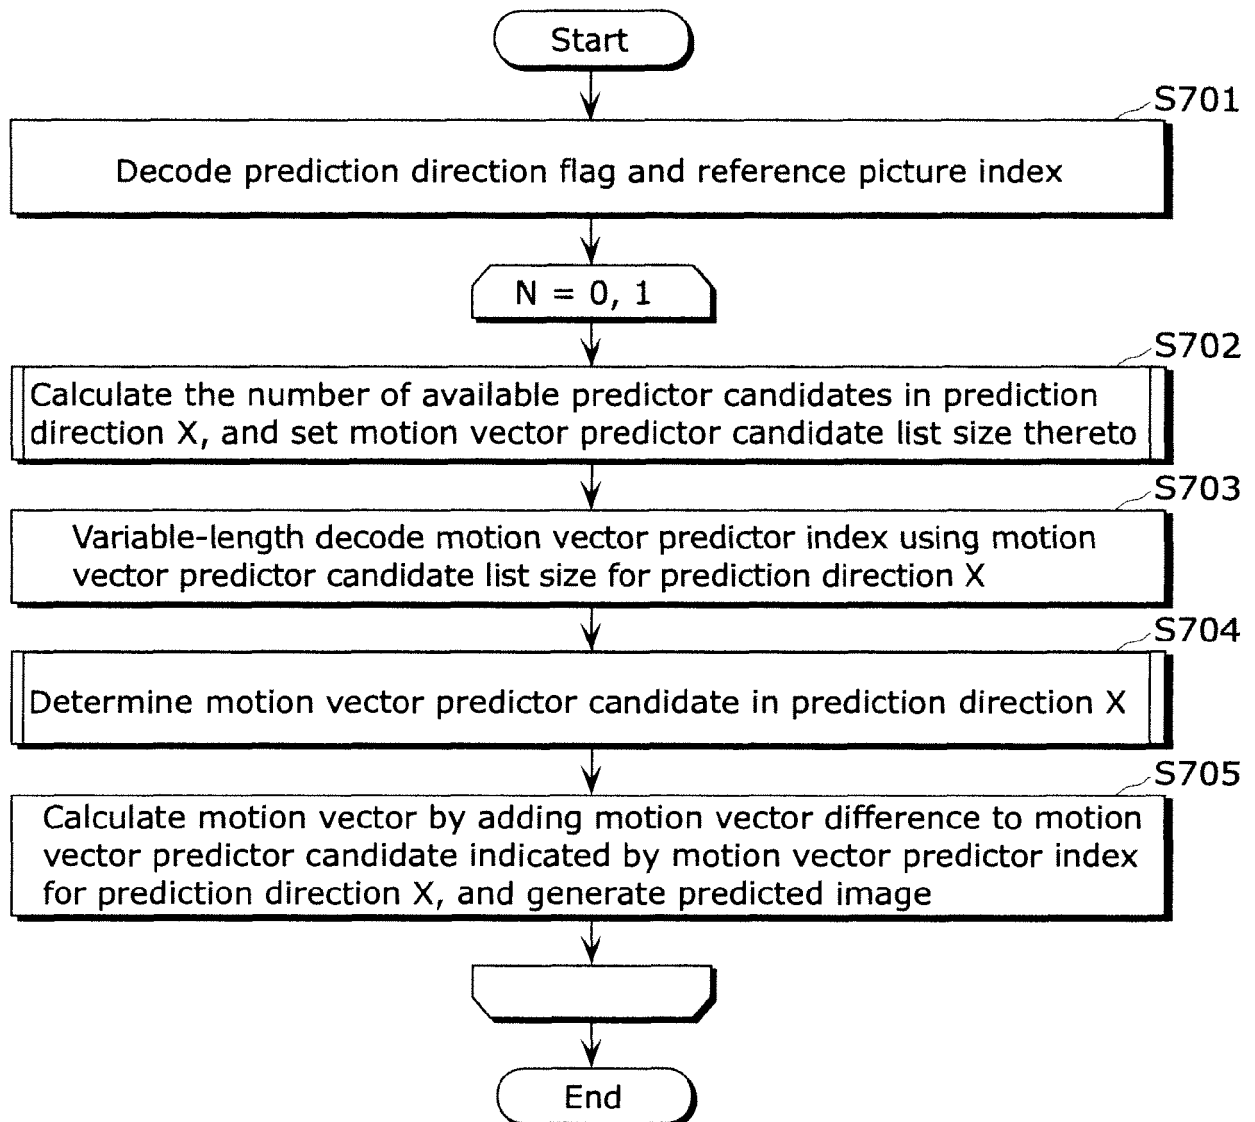 Start
S701
Decode prediction direction flag and reference picture index
N = 0, 1
S702
Calculate the number of available predictor candidates in prediction
direction X, and set motion vector predictor candidate list size thereto
S703
Variable-length decode motion vector predictor index using motion
vector predictor candidate list size for prediction direction X
S704
Determine motion vector predictor candidate in prediction direction X
S705
Calculate motion vector by adding motion vector difference to motion
vector predictor candidate indicated by motion vector predictor index
for prediction direction X, and generate predicted image
End